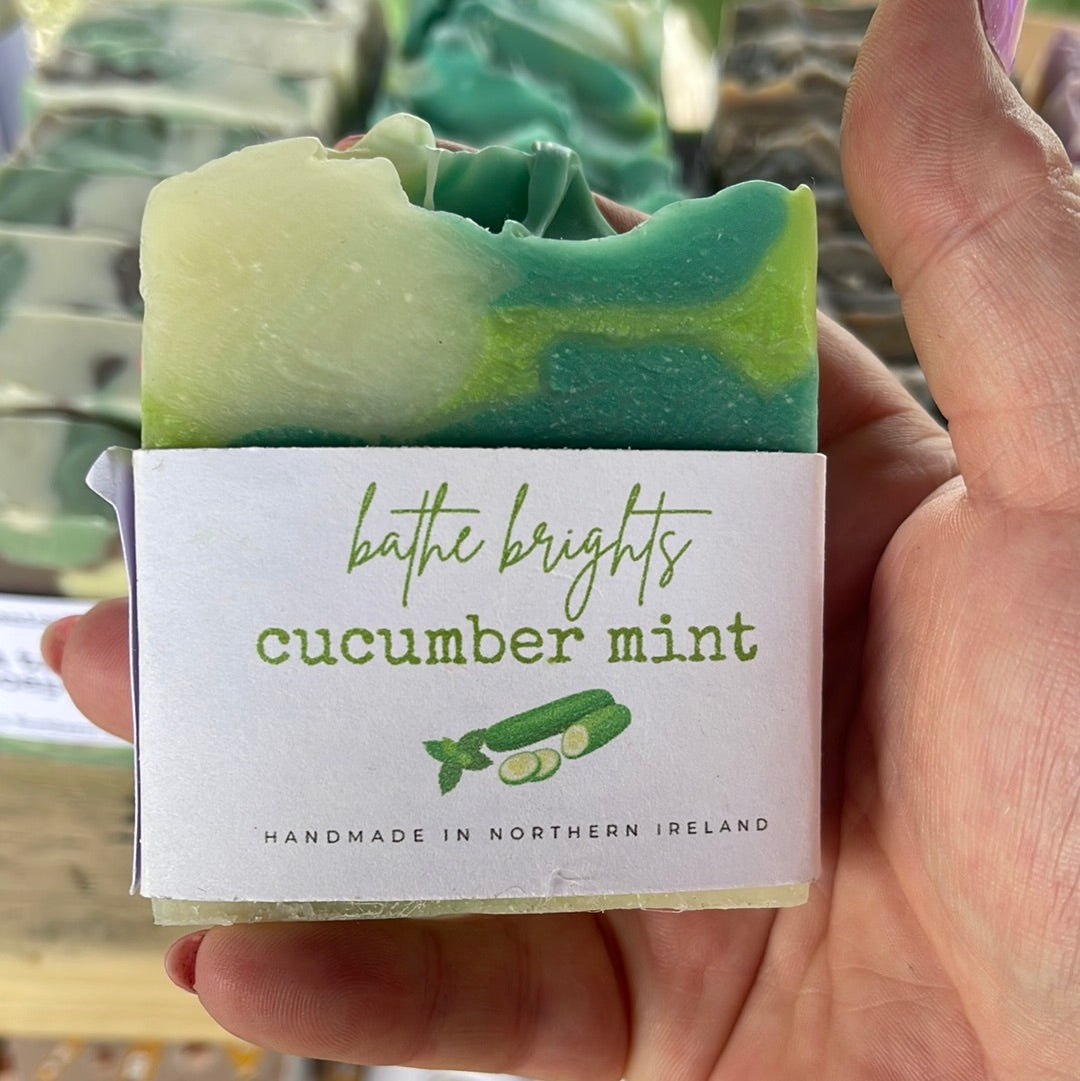 bathe brights
cucumber mint
HANDMADE IN NORTHERN IRELAND